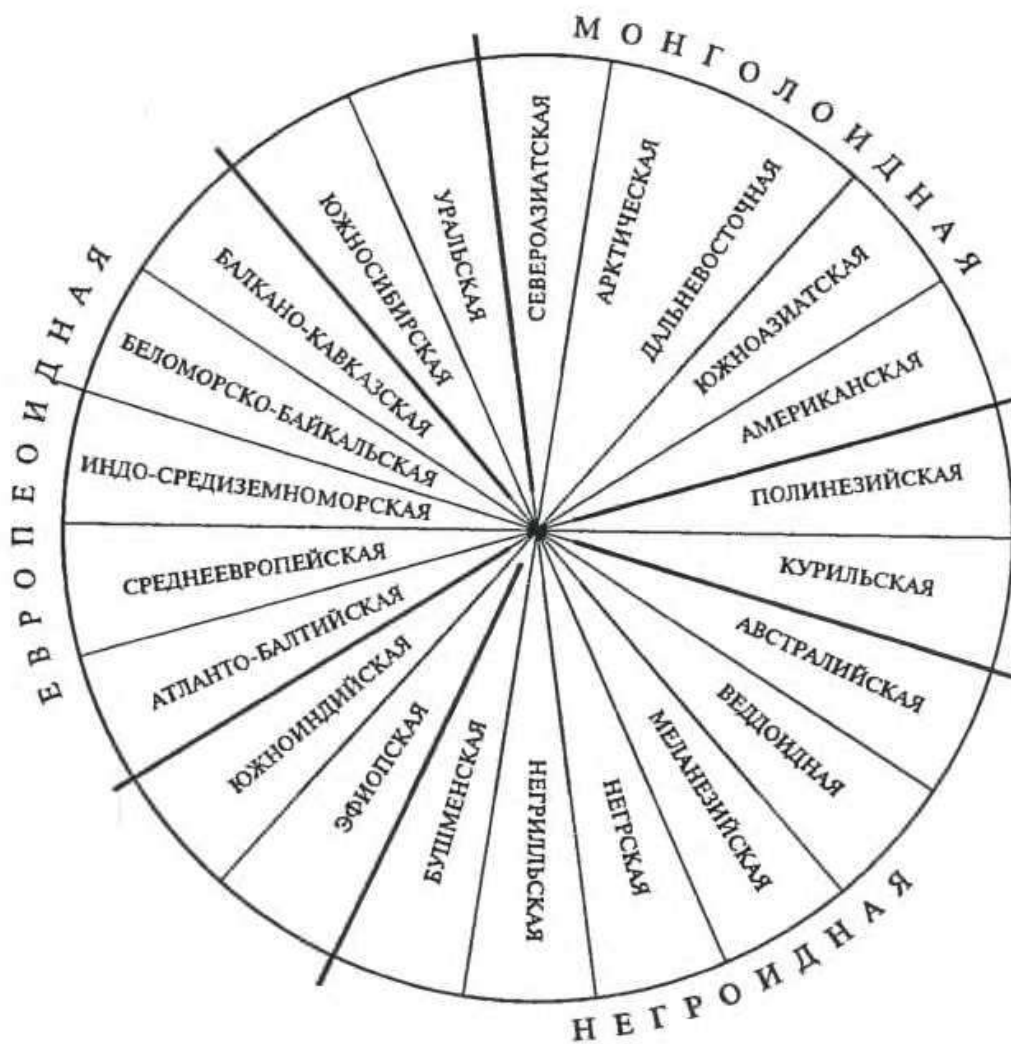 МОНГОЛОИДНАЯ
СЕВЕРОАЗИАТСКАЯ
АРКТИЧЕСКАЯ
ДАЛЬНЕВОСТОЧНАЯ
ЮЖНОАЗИАТСКАЯ
АМЕРИКАНСКАЯ
ПОЛИНЕЗИЙСКАЯ
КУРИЛЬСКАЯ
НЕГРОИДНАЯ
АВСТРАЛИЙСКАЯ
ВЕДДОИДНАЯ
МЕЛАНЕЗИЙСКАЯ
НЕГРСКАЯ
НЕГРИЛЛЬСКАЯ
БУШМЕНСКАЯ
ЭФИОПСКАЯ
ЮЖНОИНДИЙСКАЯ
ЕВРОПЕОИДНАЯ
АТЛАНТО-БАЛТИЙСКАЯ
СРЕДНЕЕВРОПЕЙСКАЯ
ИНДО-СРЕДИЗЕМНОМОРСКАЯ
БЕЛОМОРСКО-БАЙКАЛЬСКАЯ
БАЛКАНО-КАВКАЗСКАЯ
ЮЖНОСИБИРСКАЯ
УРАЛЬСКАЯ